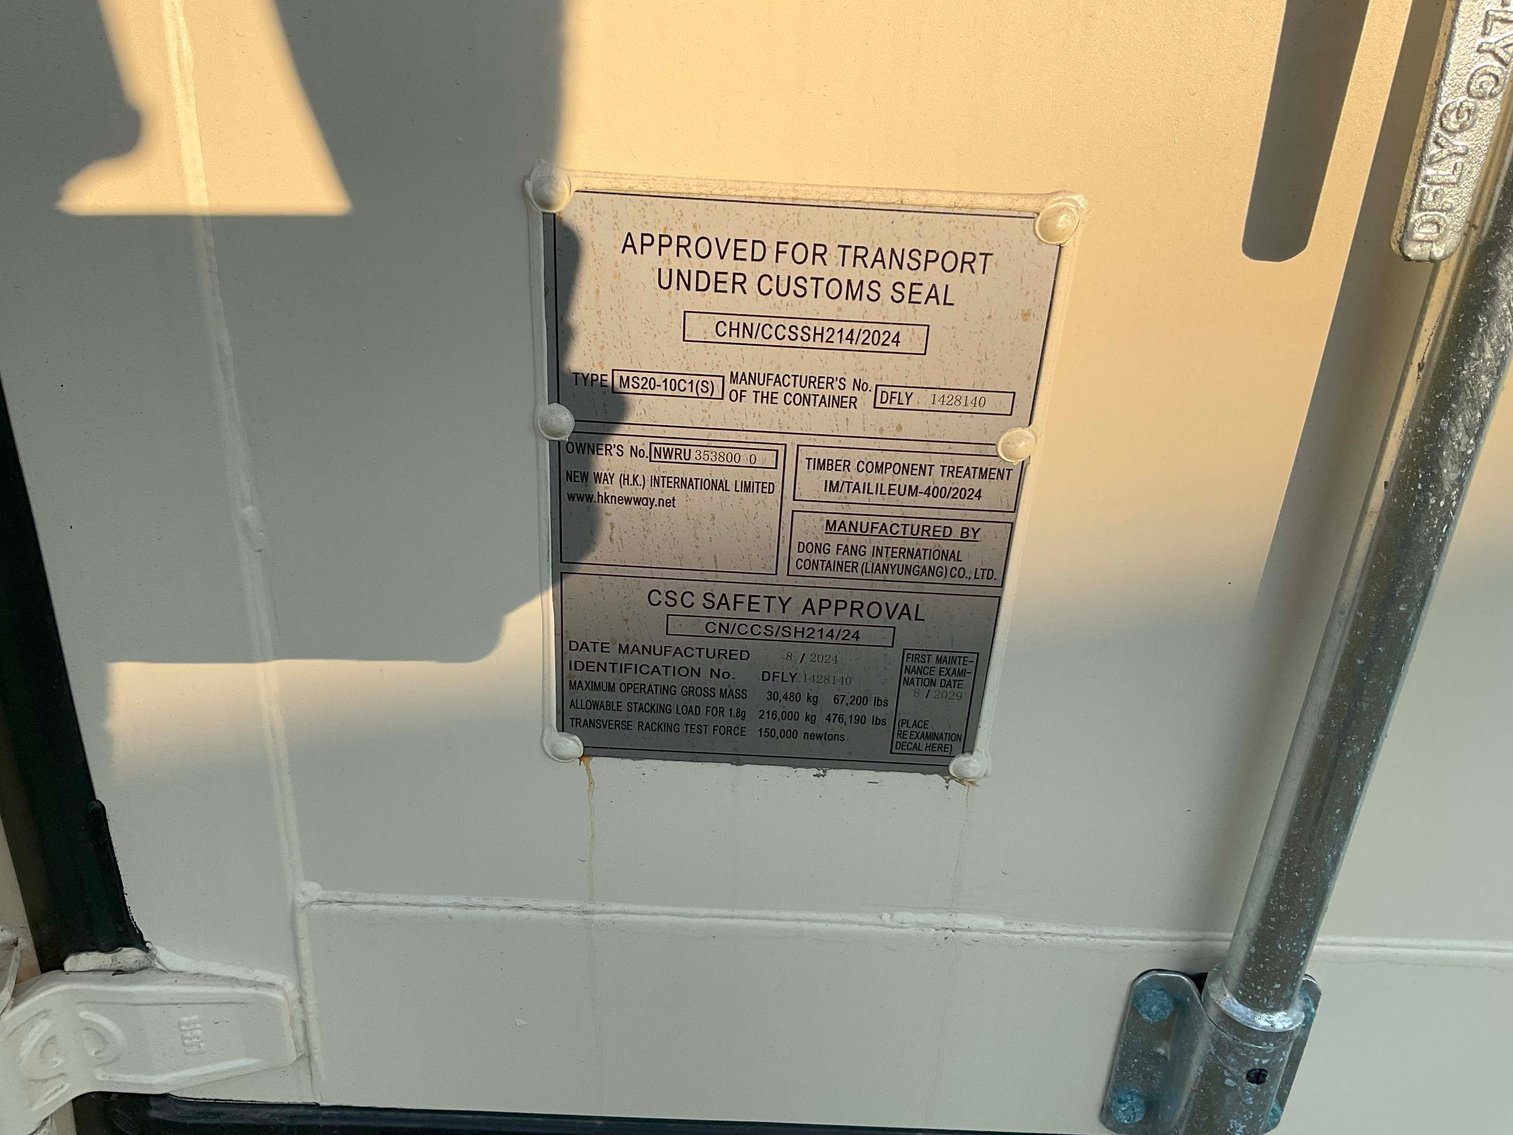 APPROVED FOR TRANSPORT
UNDER CUSTOMS SEAL
CHN/CCSSH214/2024
TYPE MS20-10C1(S) MANUFACTURER'S No. OF THE CONTAINER DFLY 1428140
OWNER'S No. NWRU 353800 0
NEW WAY (H.K.) INTERNATIONAL LIMITED
www.hknewway.net
TIMBER COMPONENT TREATMENT
IM/TAILILEUM-400/2024
MANUFACTURED BY
DONG FANG INTERNATIONAL
CONTAINER (LIANYUNGANG) CO., LTD.
CSC SAFETY APPROVAL
CN/CCS/SH214/24
DATE MANUFACTURED 8 / 2024
IDENTIFICATION No. DFLY 1428140
MAXIMUM OPERATING GROSS MASS 30,480 kg 67,200 lbs
ALLOWABLE STACKING LOAD FOR 1.8g 216,000 kg 476,190 lbs
TRANSVERSE RACKING TEST FORCE 150,000 newtons
FIRST MAINTE-
NANCE EXAMI-
NATION DATE
8 / 2029
(PLACE
RE EXAMINATION
DECAL HERE)
DFLYG